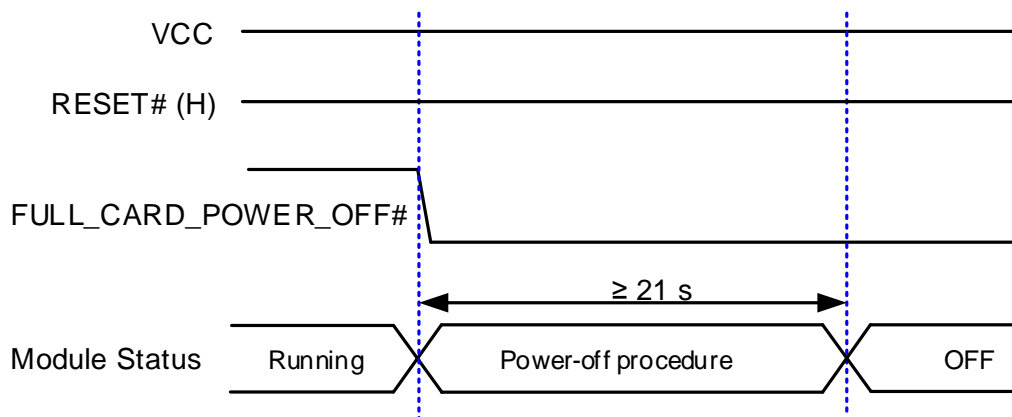 VCC
RESET# (H)
FULL_CARD_POWER_OFF#
≥ 21 s
Module Status
Running
Power-off procedure
OFF